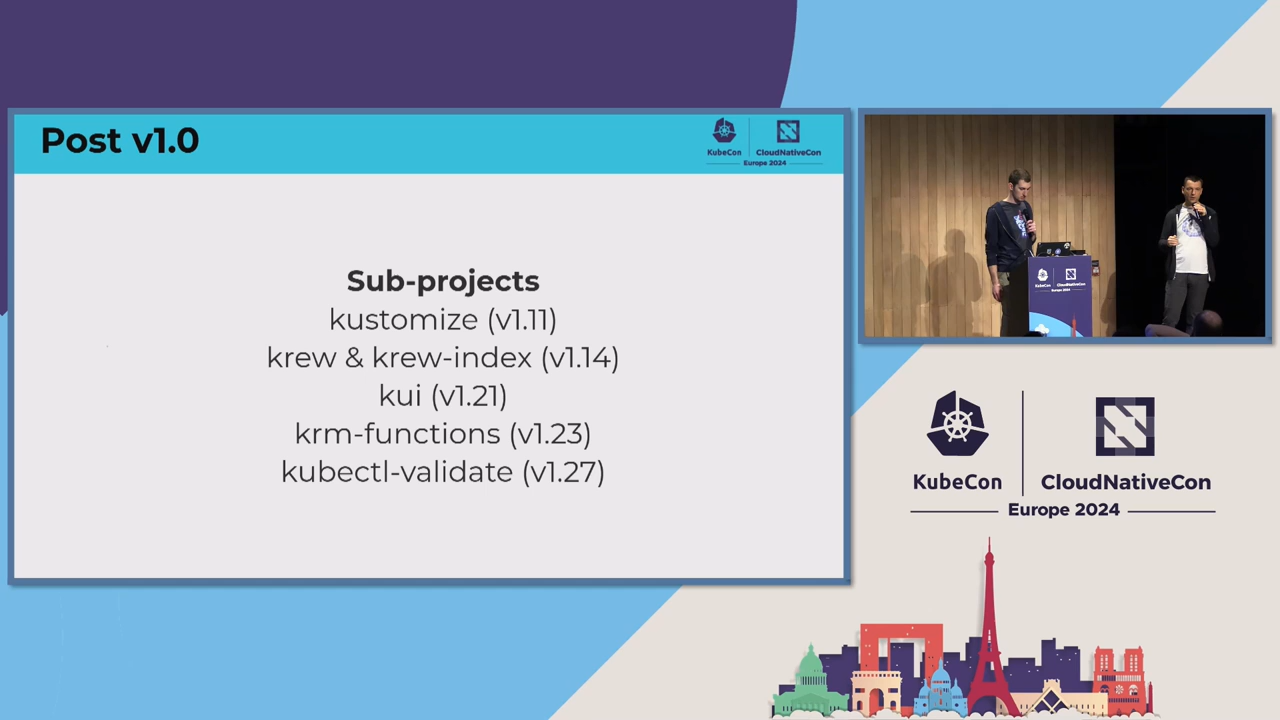 Post v1.0
KubeCon
CloudNativeCon
Europe 2024
Sub-projects
kustomize (v1.11)
krew & krew-index (v1.14)
kui (v1.21)
krm-functions (v1.23)
kubectl-validate (v1.27)
KubeCon
CloudNativeCon
Europe 2024